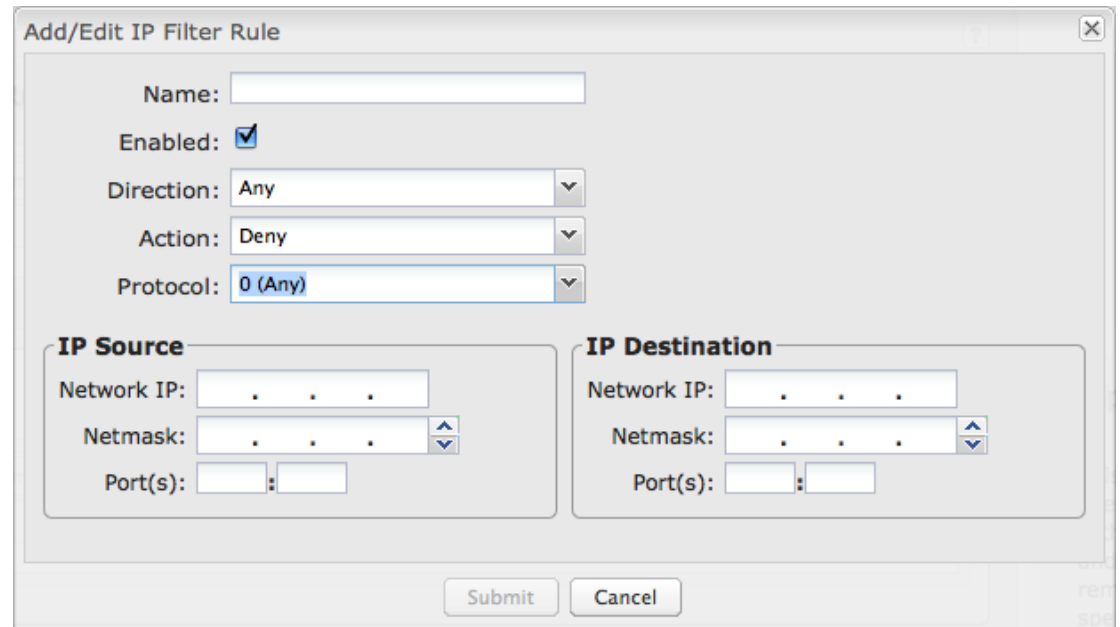 Add/Edit IP Filter Rule
Name:
Enabled:
Direction: Any
Action: Deny
Protocol: 0 (Any)
IP Source
Network IP: . . .
Netmask: . . .
Port(s): :
IP Destination
Network IP: . . .
Netmask: . . .
Port(s): :
Submit
Cancel